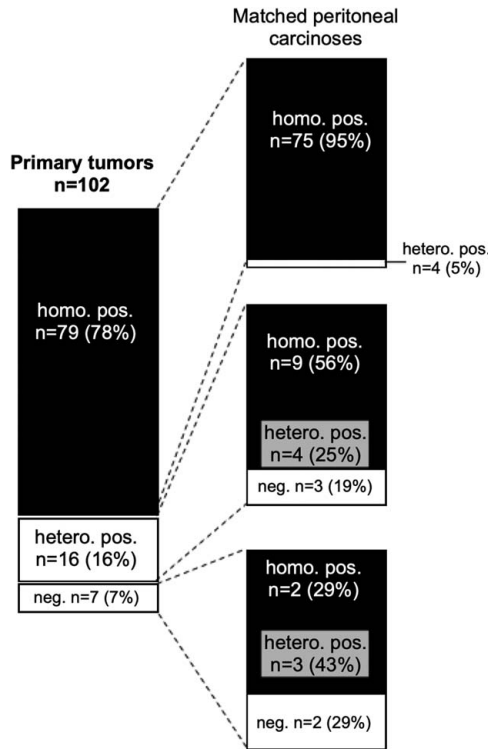 Matched peritoneal
carcinoses
homo. pos.
n=75 (95%)
Primary tumors
n=102
hetero. pos.
n=4 (5%)
homo. pos.
n=79 (78%)
homo. pos.
n=9 (56%)
hetero. pos.
n=4 (25%)
neg. n=3 (19%)
hetero. pos.
n=16 (16%)
neg. n=7 (7%)
homo. pos.
n=2 (29%)
hetero. pos.
n=3 (43%)
neg. n=2 (29%)